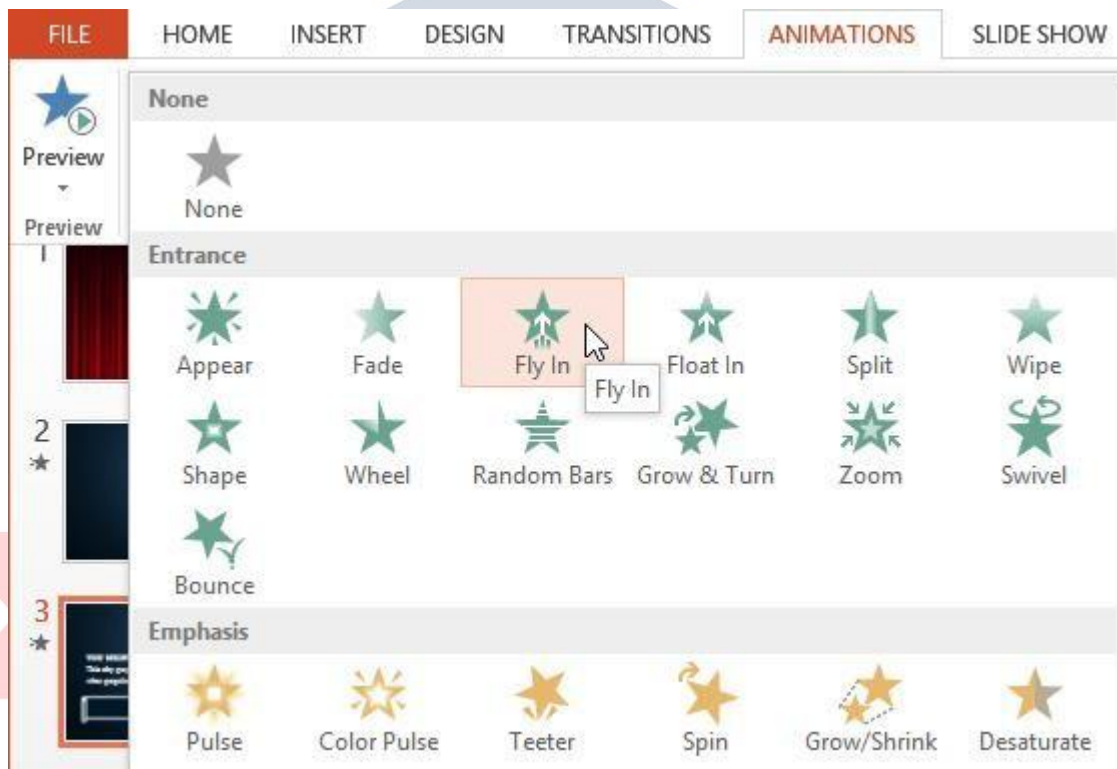 FILE HOME INSERT DESIGN TRANSITIONS ANIMATIONS SLIDE SHOW
None
Preview
None
Preview
Entrance
1
Appear Fade Fly In Float In Split Wipe
Fly In
2
Shape Wheel Random Bars Grow & Turn Zoom Swivel
Bounce
3
Emphasis
Pulse Color Pulse Teeter Spin Grow/Shrink Desaturate